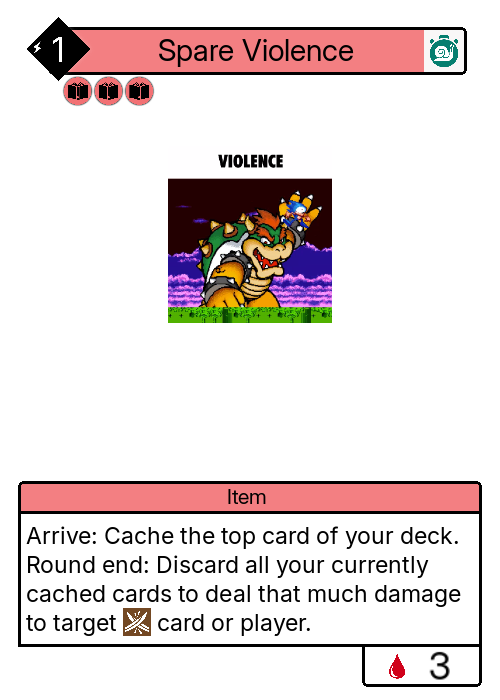 1
Spare Violence
VIOLENCE
Item
Arrive: Cache the top card of your deck.
Round end: Discard all your currently
cached cards to deal that much damage
to target card or player.
3